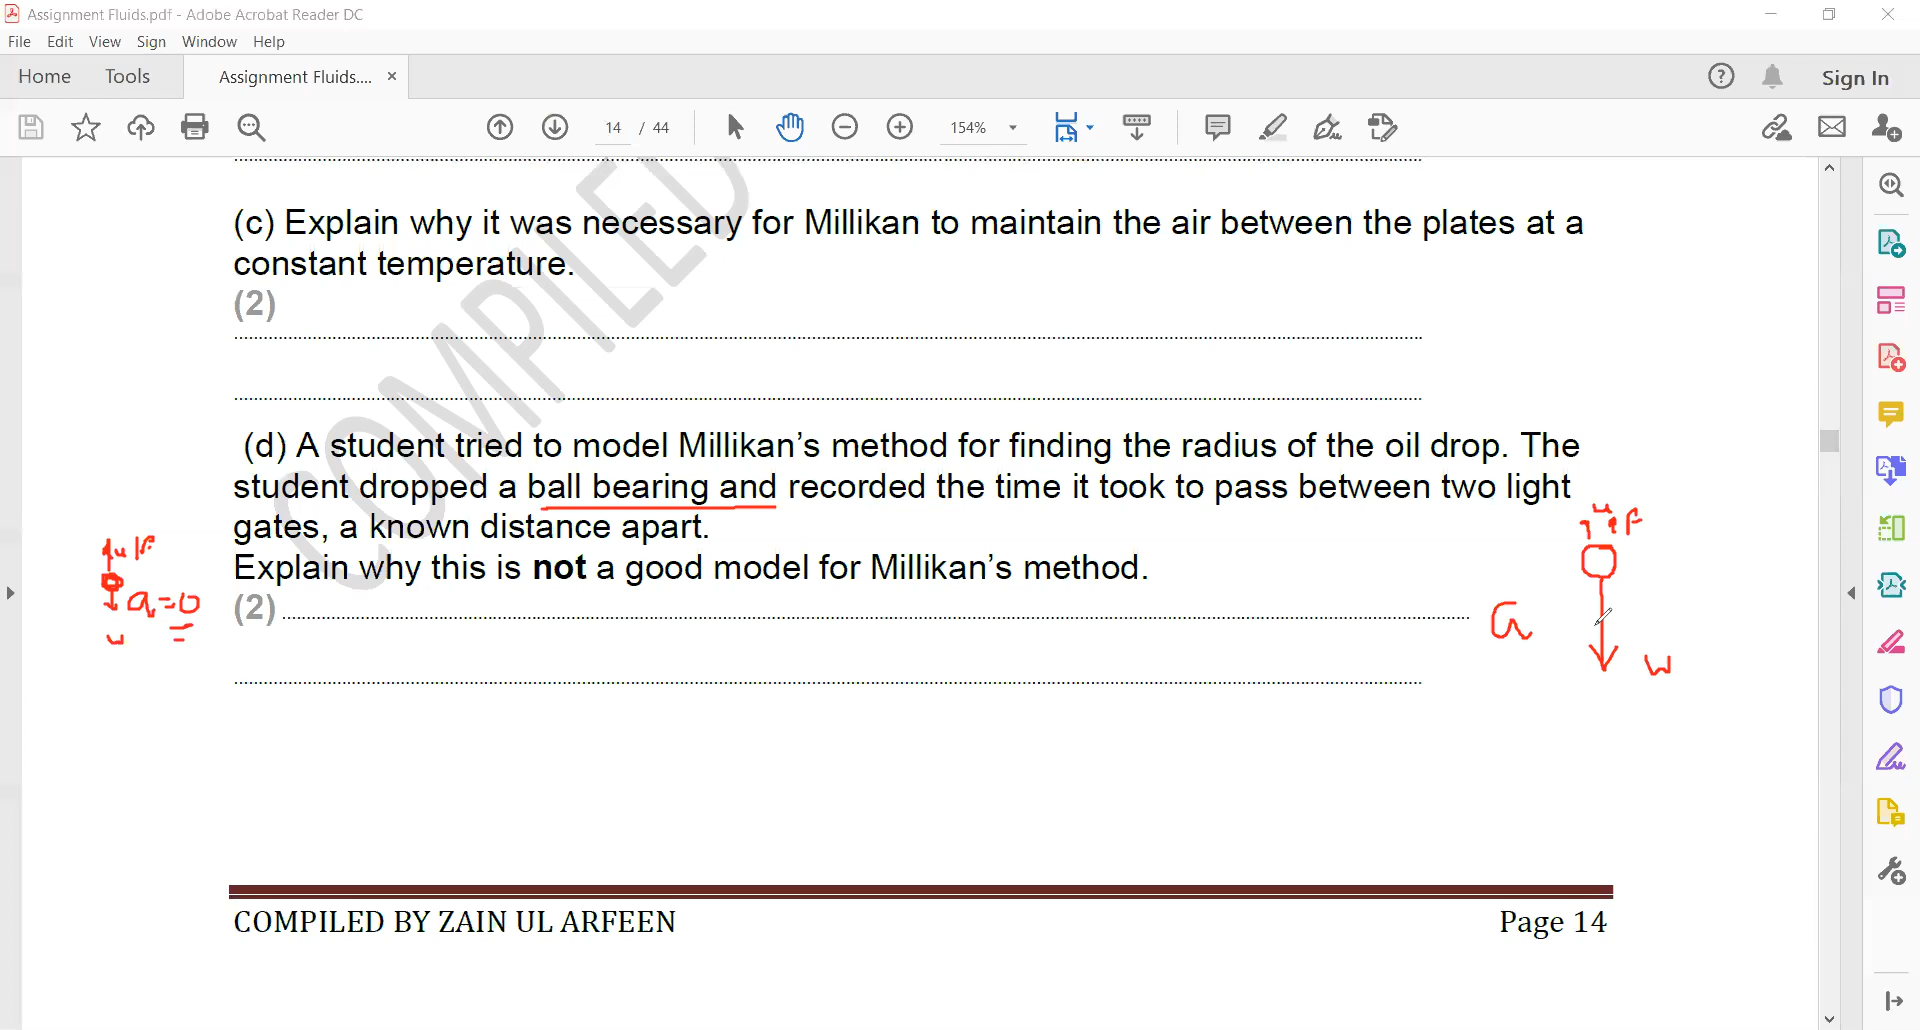 Assignment Fluids.pdf - Adobe Acrobat Reader DC
File Edit View Sign Window Help
Home Tools Assignment Fluids.... × Sign In
14 / 44 154%
COMPILED
(c) Explain why it was necessary for Millikan to maintain the air between the plates at a
constant temperature.
(2)
(d) A student tried to model Millikan’s method for finding the radius of the oil drop. The
student dropped a ball bearing and recorded the time it took to pass between two light
gates, a known distance apart.
Explain why this is not a good model for Millikan’s method.
(2)
u F
a=0
w
u F
a
w
COMPILED BY ZAIN UL ARFEEN Page 14